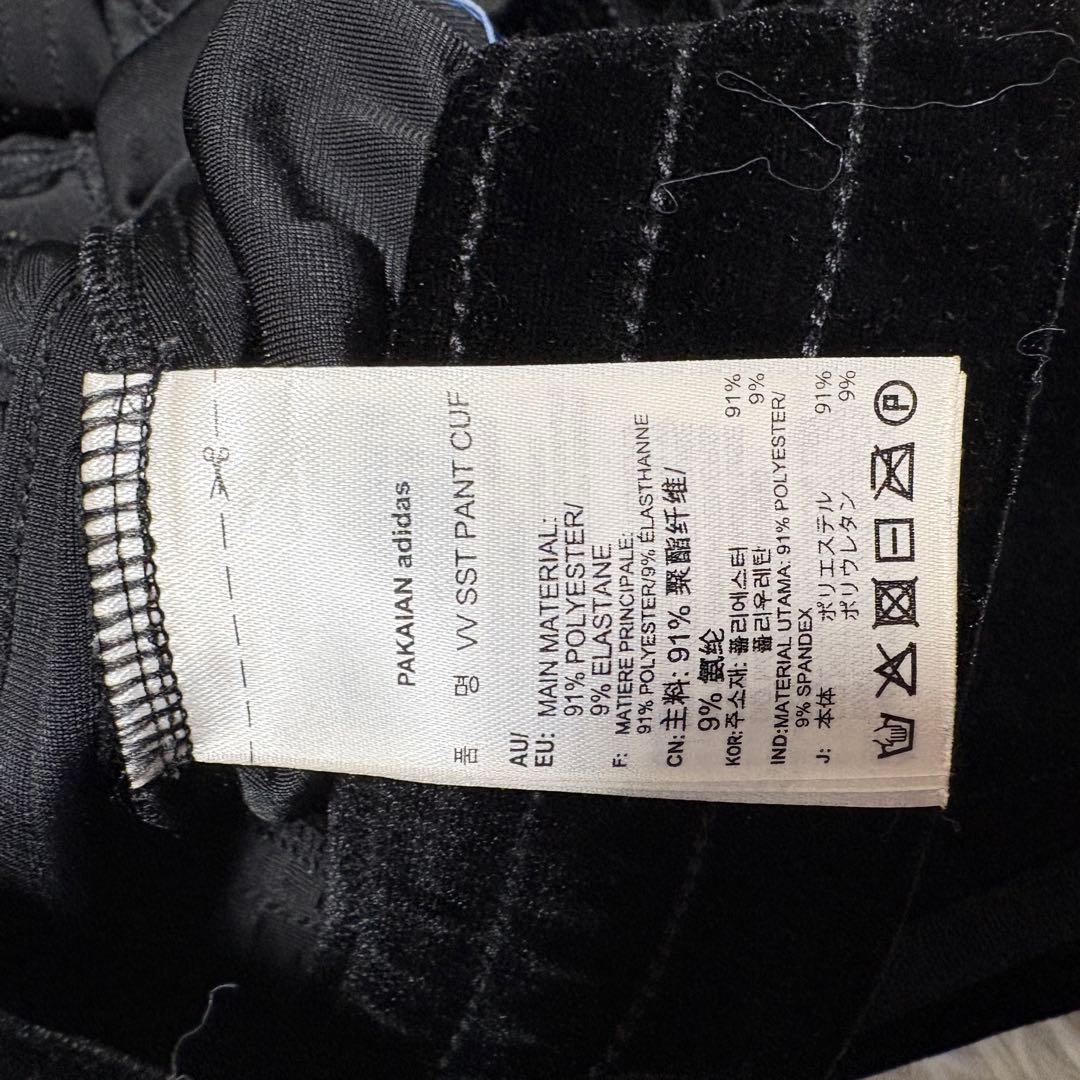 PAKAIAN adidas
품 명 W SST PANT CUF
AU/
EU: MAIN MATERIAL:
91% POLYESTER/
9% ELASTANE
F: MATIERE PRINCIPALE:
91% POLYESTER/9% ÉLASTHANNE
CN:主料: 91% 聚酯纤维/
9% 氨纶
KOR:주소재: 폴리에스터 91%
폴리우레탄 9%
IND:MATERIAL UTAMA: 91% POLYESTER/
9% SPANDEX
J: 本体 ポリエステル 91%
ポリウレタン 9%
P